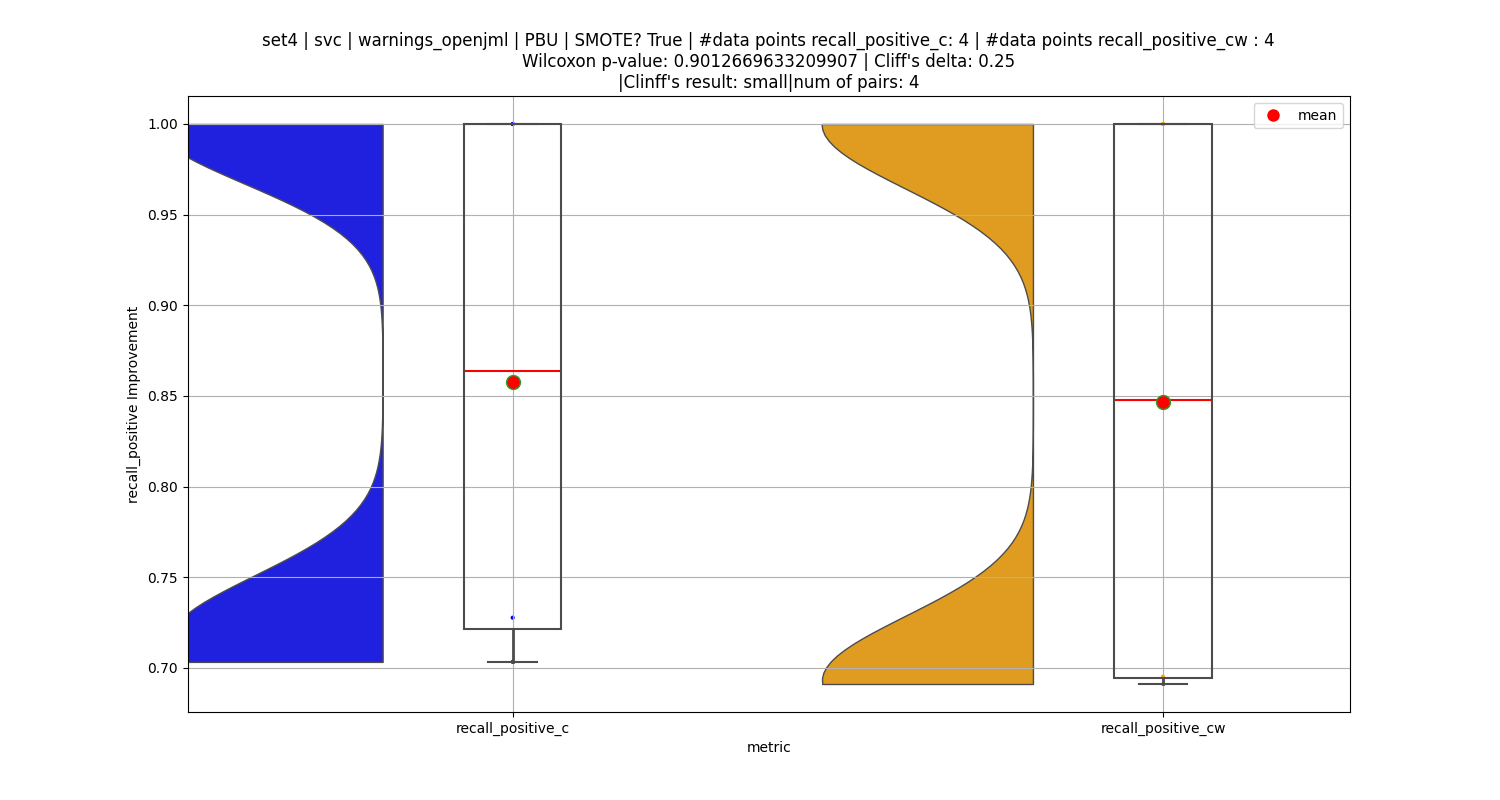 set4 | svc | warnings_openjml | PBU | SMOTE? True | #data points recall_positive_c: 4 | #data points recall_positive_cw : 4
Wilcoxon p-value: 0.9012669633209907 | Cliff's delta: 0.25
|Clinff's result: small|num of pairs: 4
mean
1.00
0.95
0.90
0.85
0.80
0.75
0.70
recall_positive Improvement
recall_positive_c
recall_positive_cw
metric